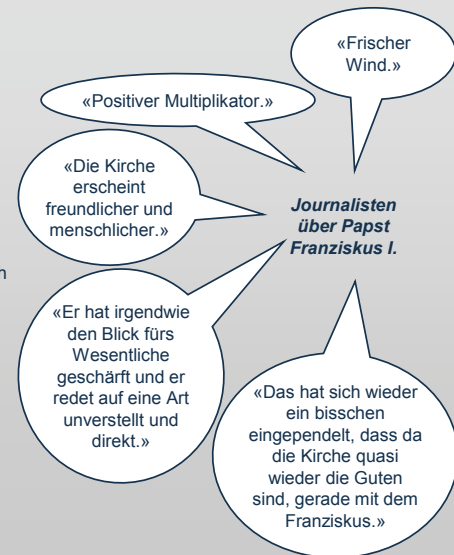 «Frischer
Wind.»
«Positiver Multiplikator.»
«Die Kirche
erscheint
freundlicher und
menschlicher.»
Journalisten
über Papst
Franziskus I.
n
«Er hat irgendwie
den Blick fürs
Wesentliche
geschärft und er
redet auf eine Art
unverstellt und
direkt.»
«Das hat sich wieder
ein bisschen
eingependelt, dass da
die Kirche quasi
wieder die Guten
sind, gerade mit dem
Franziskus.»